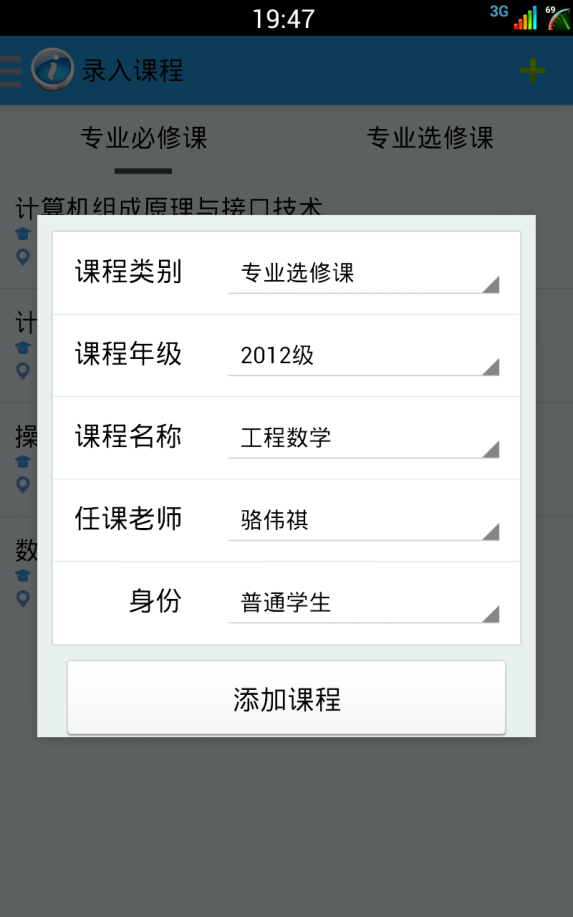 19:47
3G
69
录入课程
专业必修课
专业选修课
计算机组成原理与接口技术
计
操
数
课程类别
专业选修课
课程年级
2012级
课程名称
工程数学
任课老师
骆伟祺
身份
普通学生
添加课程